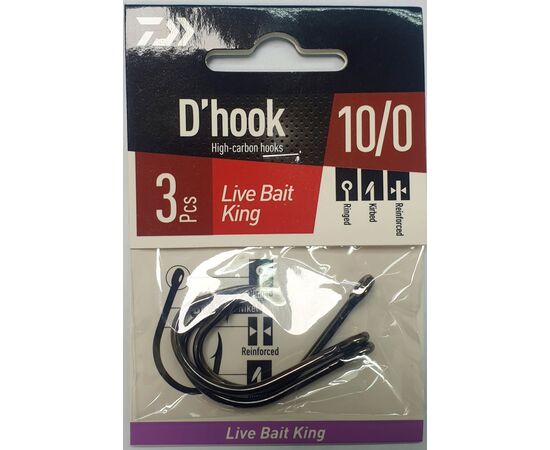 D'hook
High-carbon hooks
10/0
3 Pcs
Live Bait
King
Ringed
Kirbed
Reinforced
Reinforced
Live Bait King